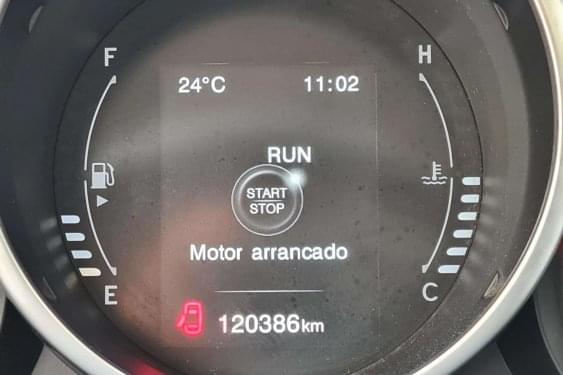 F H
24°C 11:02
RUN
START
STOP
Motor arrancado
E C
120386km